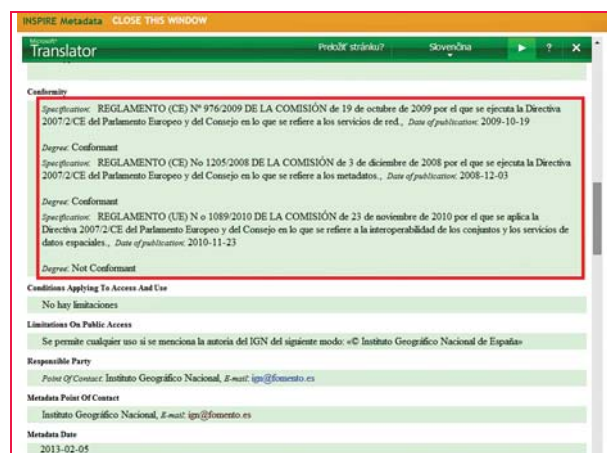 INSPIRE Metadata CLOSE THIS WINDOW
Microsoft®
Translator
Preložiť stránku?
Slovenčina
?
×
Conformity
Specification: REGLAMENTO (CE) Nº 976/2009 DE LA COMISIÓN de 19 de octubre de 2009 por el que se ejecuta la Directiva
2007/2/CE del Parlamento Europeo y del Consejo en lo que se refiere a los servicios de red., Date of publication: 2009-10-19
Degree: Conformant
Specification: REGLAMENTO (CE) No 1205/2008 DE LA COMISIÓN de 3 de diciembre de 2008 por el que se ejecuta la Directiva
2007/2/CE del Parlamento Europeo y del Consejo en lo que se refiere a los metadatos., Date of publication: 2008-12-03
Degree: Conformant
Specification: REGLAMENTO (UE) N o 1089/2010 DE LA COMISIÓN de 23 de noviembre de 2010 por el que se aplica la
Directiva 2007/2/CE del Parlamento Europeo y del Consejo en lo que se refiere a la interoperabilidad de los conjuntos y los servicios de
datos espaciales., Date of publication: 2010-11-23
Degree: Not Conformant
Conditions Applying To Access And Use
No hay limitaciones
Limitations On Public Access
Se permite cualquier uso si se menciona la autoria del IGN del siguiente modo: «© Instituto Geográfico Nacional de España»
Responsible Party
Point Of Contact: Instituto Geográfico Nacional, E-mail: ign@fomento.es
Metadata Point Of Contact
Instituto Geográfico Nacional, E-mail: ign@fomento.es
Metadata Date
2013-02-05